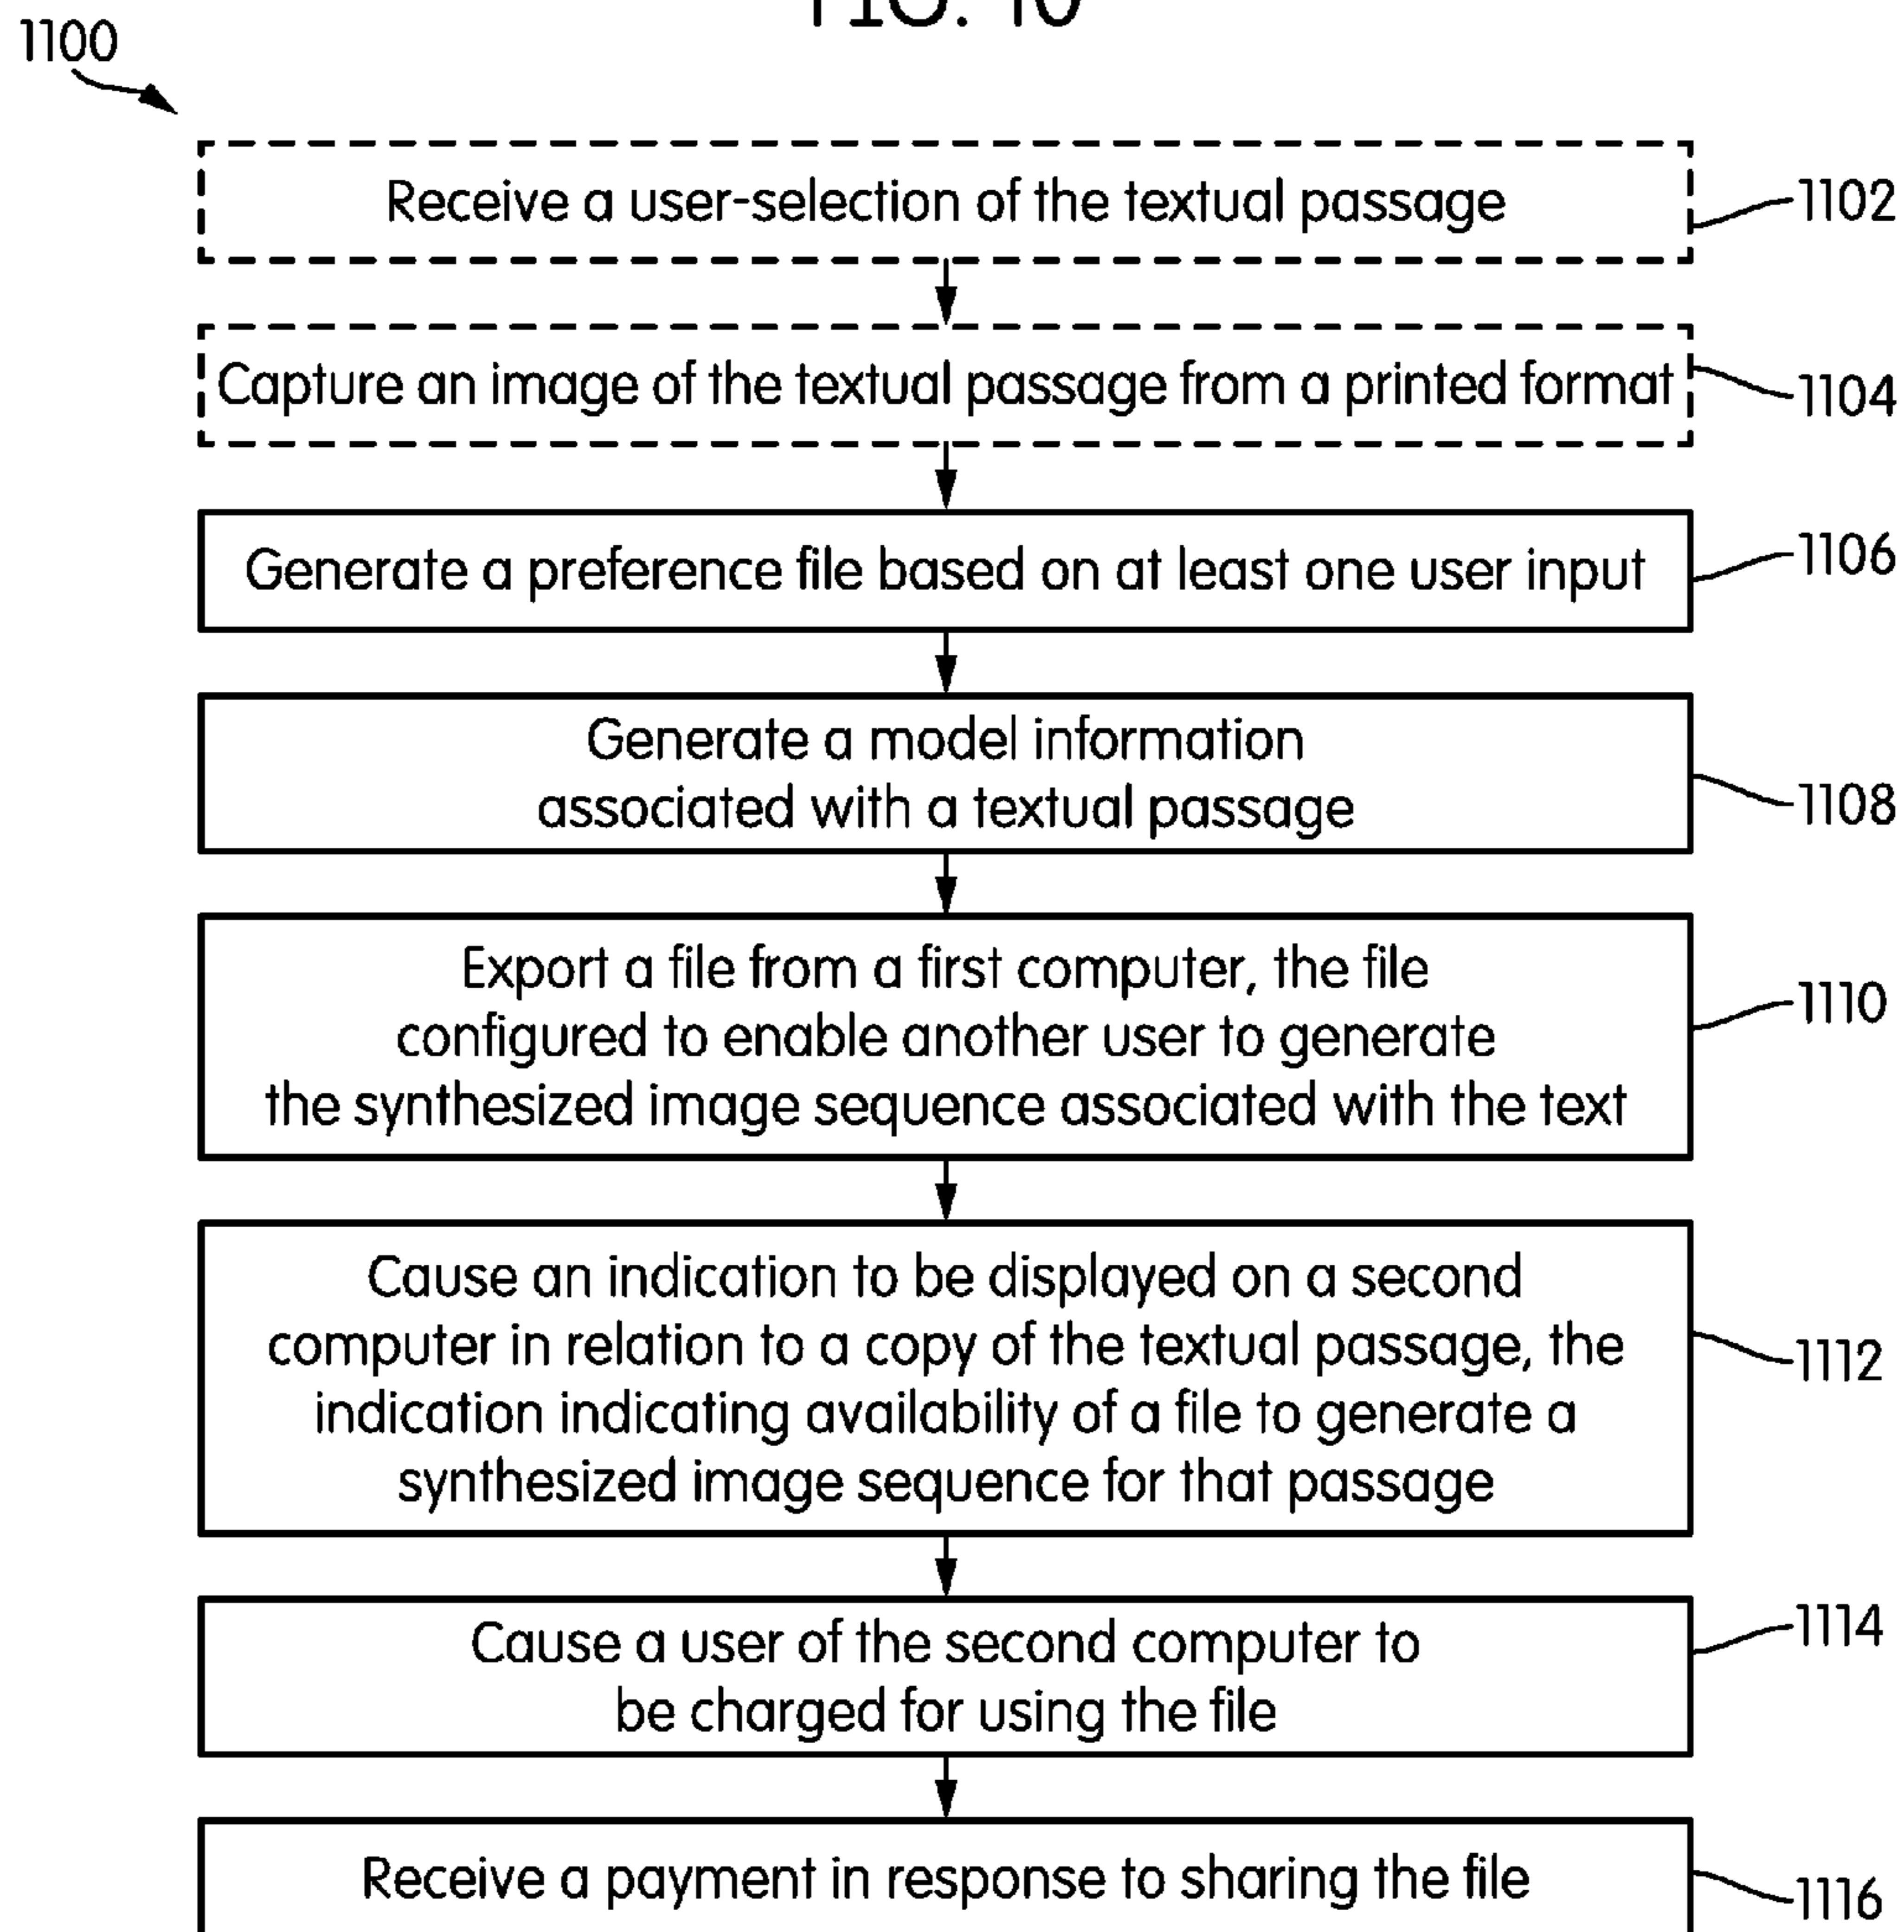 FIG. 10
1100
Receive a user-selection of the textual passage
1102
Capture an image of the textual passage from a printed format
1104
Generate a preference file based on at least one user input
1106
Generate a model information
associated with a textual passage
1108
Export a file from a first computer, the file
configured to enable another user to generate
the synthesized image sequence associated with the text
1110
Cause an indication to be displayed on a second
computer in relation to a copy of the textual passage, the
indication indicating availability of a file to generate a
synthesized image sequence for that passage
1112
Cause a user of the second computer to
be charged for using the file
1114
Receive a payment in response to sharing the file
1116